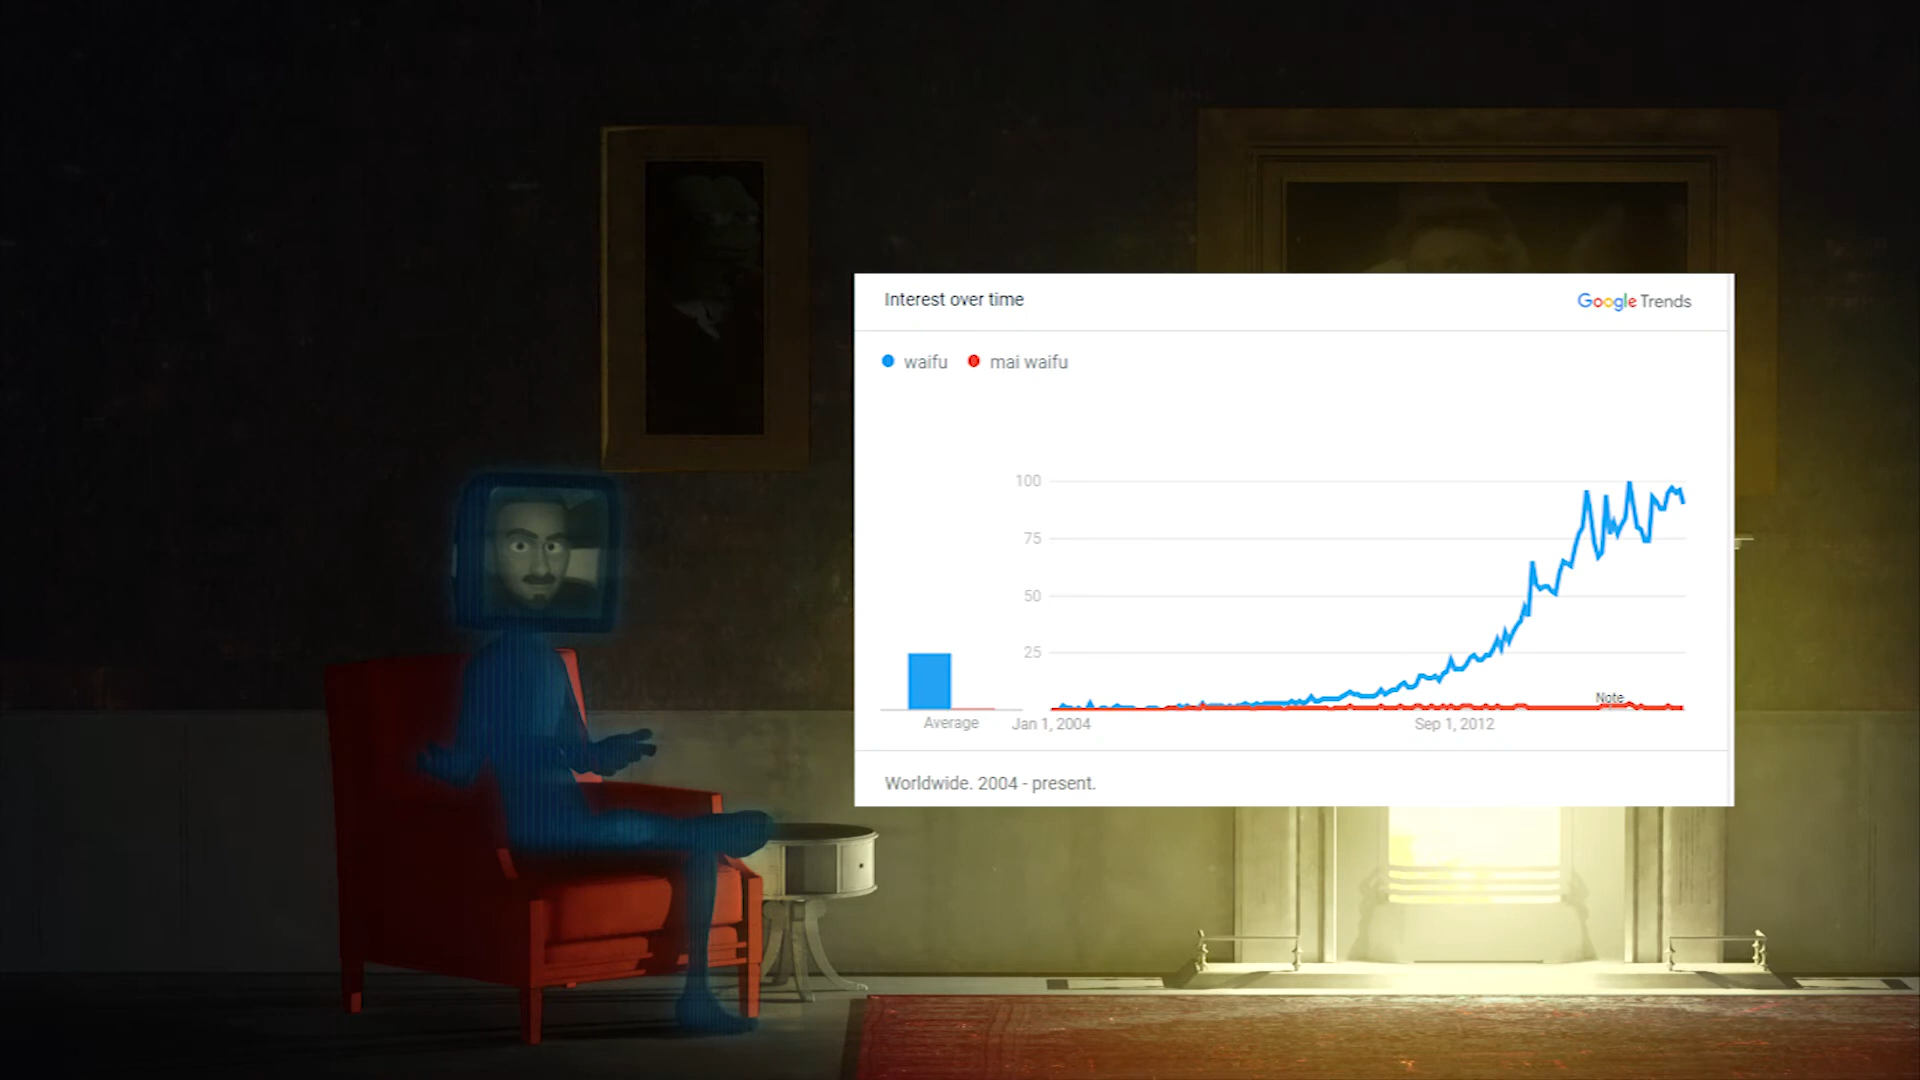 Interest over time
Google Trends
waifu
mai waifu
100
75
50
25
Note
Average
Jan 1, 2004
Sep 1, 2012
Worldwide. 2004 - present.